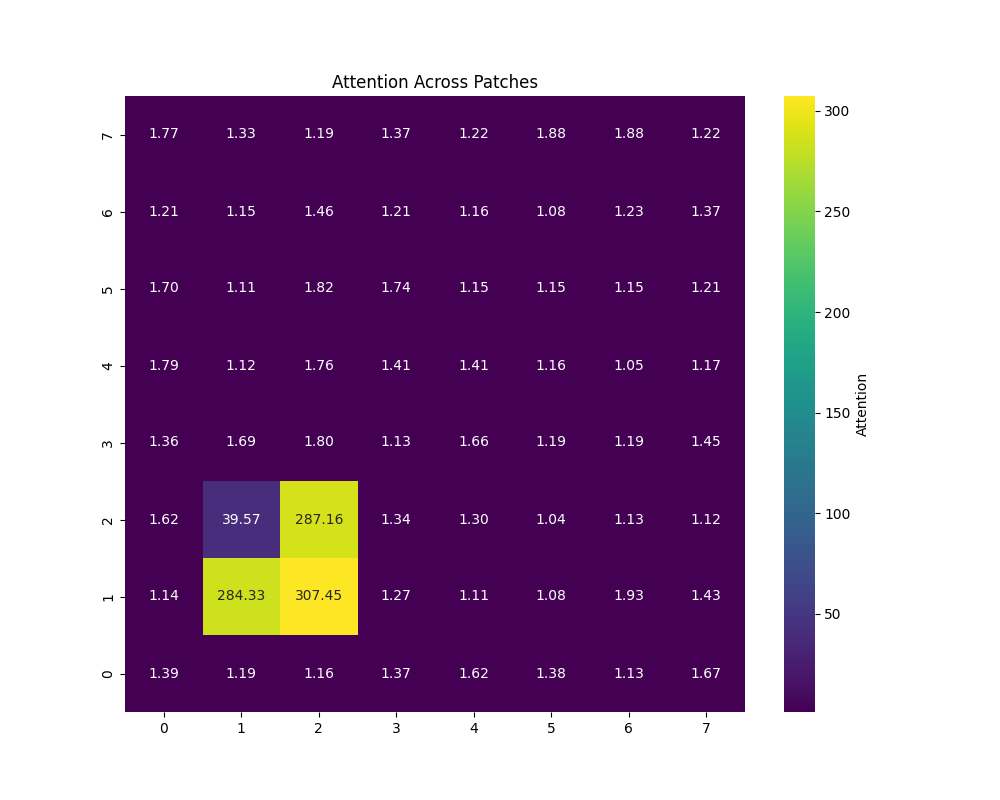 Attention Across Patches
7 1.77 1.33 1.19 1.37 1.22 1.88 1.88 1.22
6 1.21 1.15 1.46 1.21 1.16 1.08 1.23 1.37
5 1.70 1.11 1.82 1.74 1.15 1.15 1.15 1.21
4 1.79 1.12 1.76 1.41 1.41 1.16 1.05 1.17
3 1.36 1.69 1.80 1.13 1.66 1.19 1.19 1.45
2 1.62 39.57 287.16 1.34 1.30 1.04 1.13 1.12
1 1.14 284.33 307.45 1.27 1.11 1.08 1.93 1.43
0 1.39 1.19 1.16 1.37 1.62 1.38 1.13 1.67
0 1 2 3 4 5 6 7
300
250
200
150
100
50
Attention